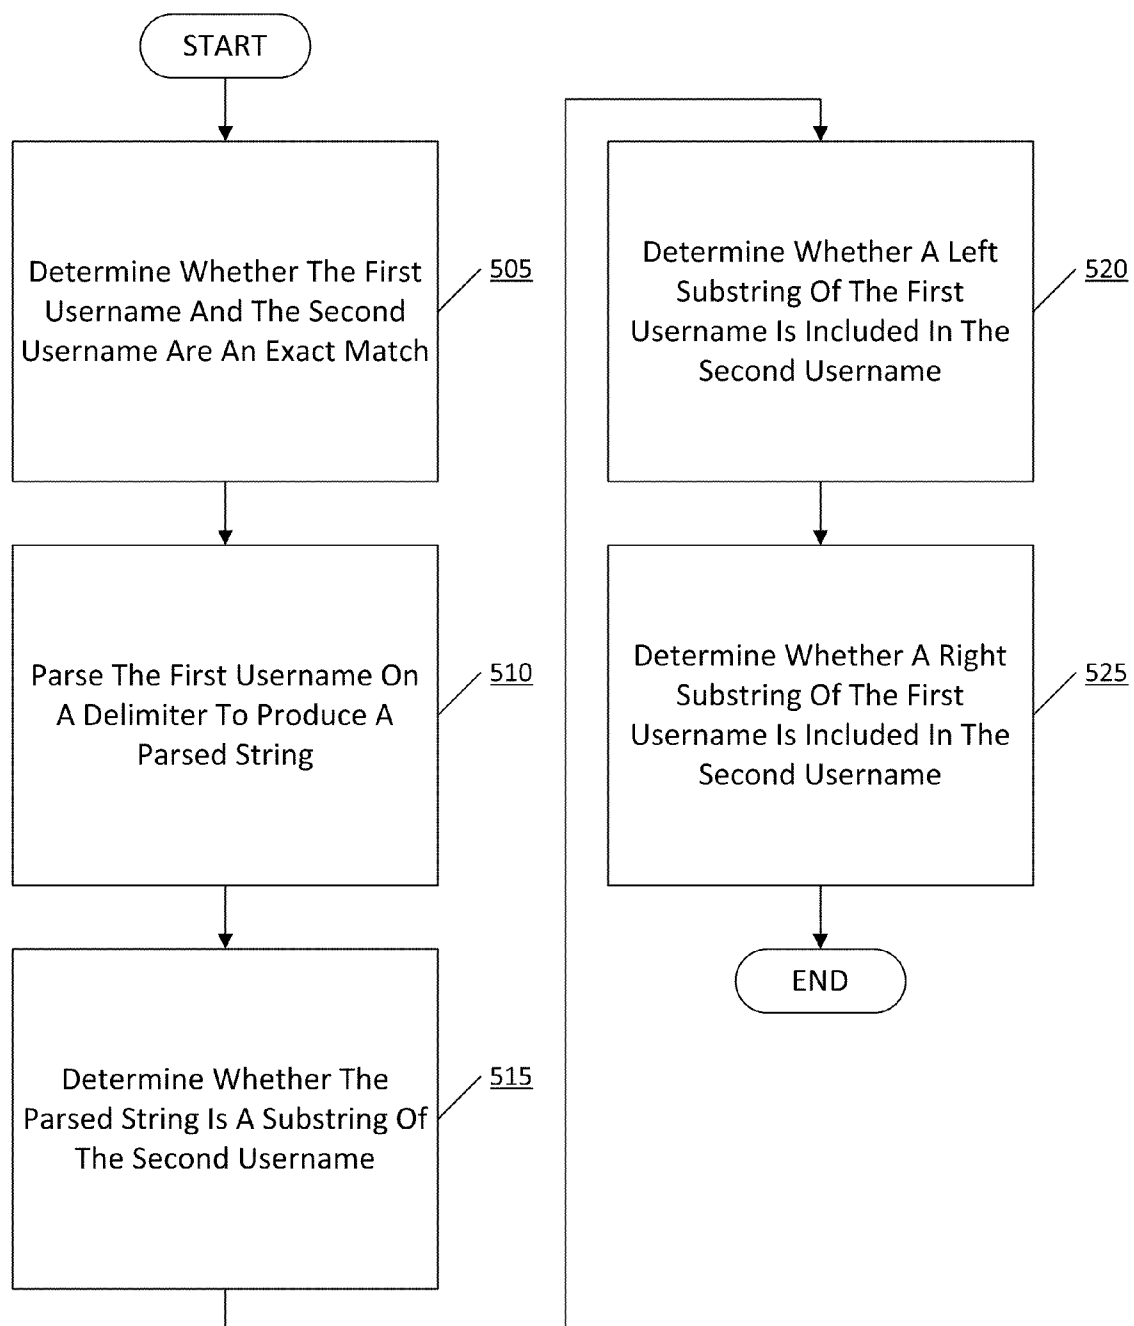 START
Determine Whether The First
Username And The Second
Username Are An Exact Match
505
Parse The First Username On
A Delimiter To Produce A
Parsed String
510
Determine Whether The
Parsed String Is A Substring Of
The Second Username
515
Determine Whether A Left
Substring Of The First
Username Is Included In The
Second Username
520
Determine Whether A Right
Substring Of The First
Username Is Included In The
Second Username
525
END